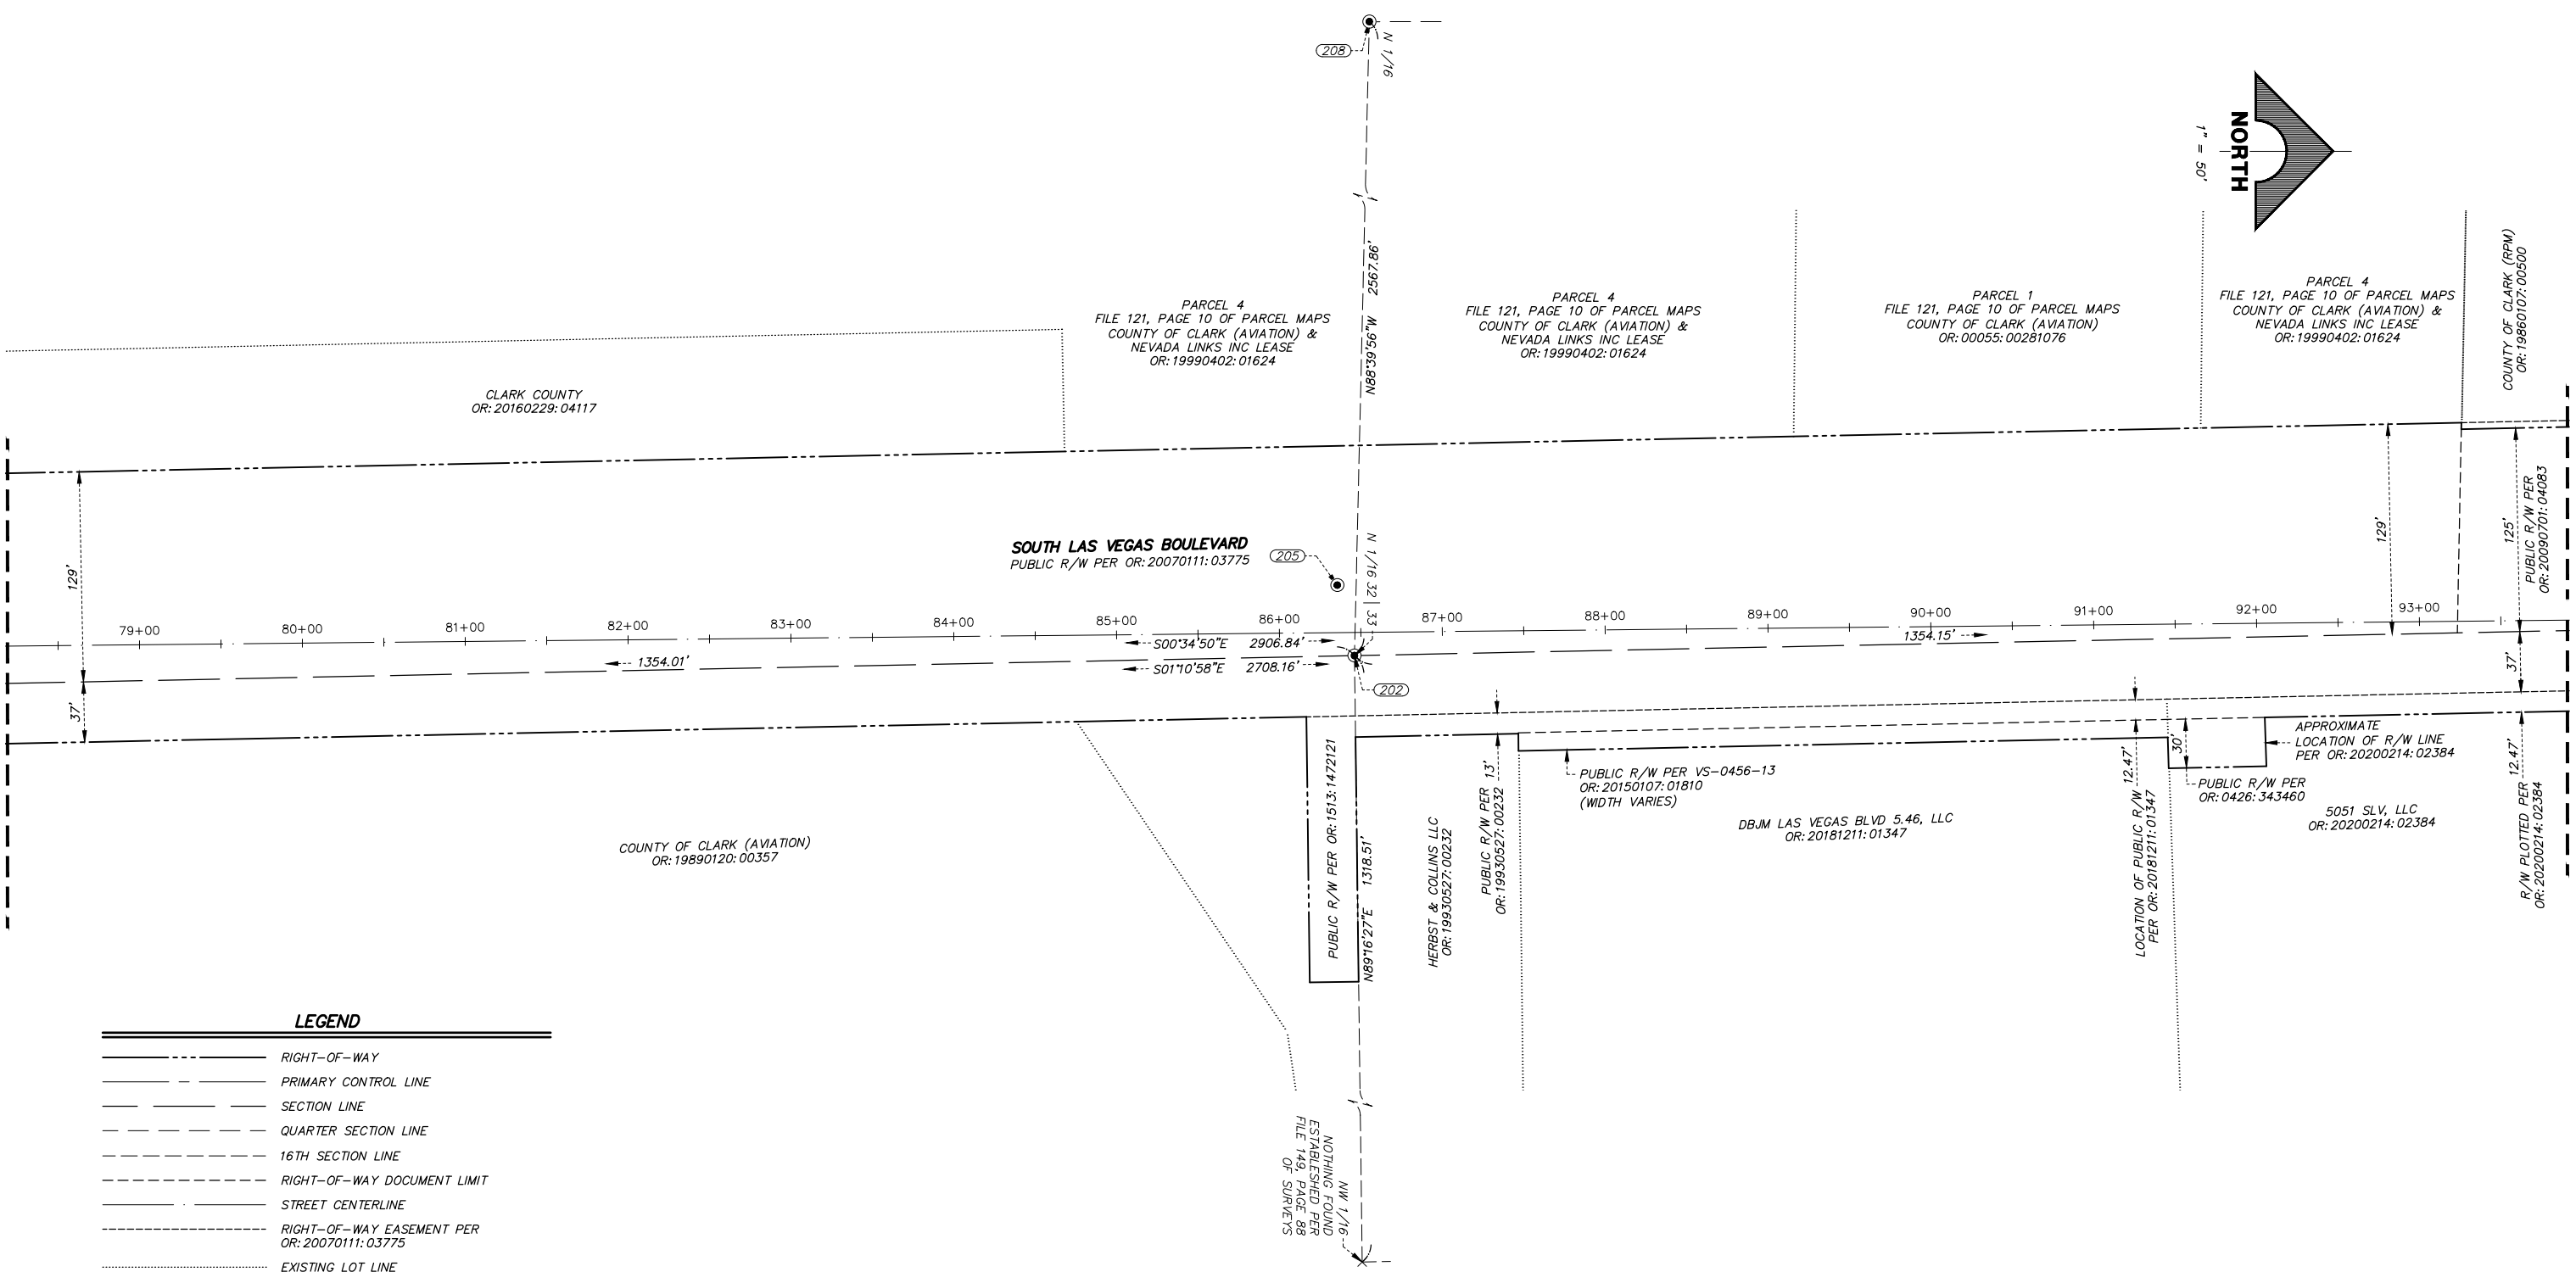 208
N 1/16
NORTH
1" = 50'
N88°39'56"W 2567.86'
PARCEL 4
FILE 121, PAGE 10 OF PARCEL MAPS
COUNTY OF CLARK (AVIATION) &
NEVADA LINKS INC LEASE
OR: 19990402: 01624
PARCEL 4
FILE 121, PAGE 10 OF PARCEL MAPS
COUNTY OF CLARK (AVIATION) &
NEVADA LINKS INC LEASE
OR: 19990402: 01624
PARCEL 1
FILE 121, PAGE 10 OF PARCEL MAPS
COUNTY OF CLARK (AVIATION)
OR: 00055: 00281076
PARCEL 4
FILE 121, PAGE 10 OF PARCEL MAPS
COUNTY OF CLARK (AVIATION) &
NEVADA LINKS INC LEASE
OR: 19990402: 01624
COUNTY OF CLARK (RPM)
OR: 19860107: 00500
CLARK COUNTY
OR: 20160229: 04117
129'
37'
SOUTH LAS VEGAS BOULEVARD
PUBLIC R/W PER OR: 20070111: 03775
205
N 1/16 32 | 33
129'
125'
PUBLIC R/W PER
OR: 20090701: 04083
79+00
80+00
81+00
82+00
83+00
84+00
85+00
86+00
87+00
88+00
89+00
90+00
91+00
92+00
93+00
1354.01'
S00°34'50"E 2906.84'
S01°10'58"E 2708.16'
1354.15'
202
37'
PUBLIC R/W PER OR: 1513: 1472121
N89°16'27"E 1318.51'
HERBST & COLLINS LLC
OR: 19930527: 00232
PUBLIC R/W PER 13'
OR: 19930527: 00232
PUBLIC R/W PER VS-0456-13
OR: 20150107: 01810
(WIDTH VARIES)
DBJM LAS VEGAS BLVD 5.46, LLC
OR: 20181211: 01347
12.47'
LOCATION OF PUBLIC R/W
PER OR: 20181211: 01347
30'
PUBLIC R/W PER
OR: 0426: 343460
APPROXIMATE
LOCATION OF R/W LINE
PER OR: 20200214: 02384
5051 SLV, LLC
OR: 20200214: 02384
12.47'
R/W PLOTTED PER
OR: 20200214: 02384
COUNTY OF CLARK (AVIATION)
OR: 19890120: 00357
NW 1/16
NOTHING FOUND
ESTABLESHED PER
FILE 149, PAGE 88
OF SURVEYS
LEGEND
RIGHT-OF-WAY
PRIMARY CONTROL LINE
SECTION LINE
QUARTER SECTION LINE
16TH SECTION LINE
RIGHT-OF-WAY DOCUMENT LIMIT
STREET CENTERLINE
RIGHT-OF-WAY EASEMENT PER
OR: 20070111: 03775
EXISTING LOT LINE